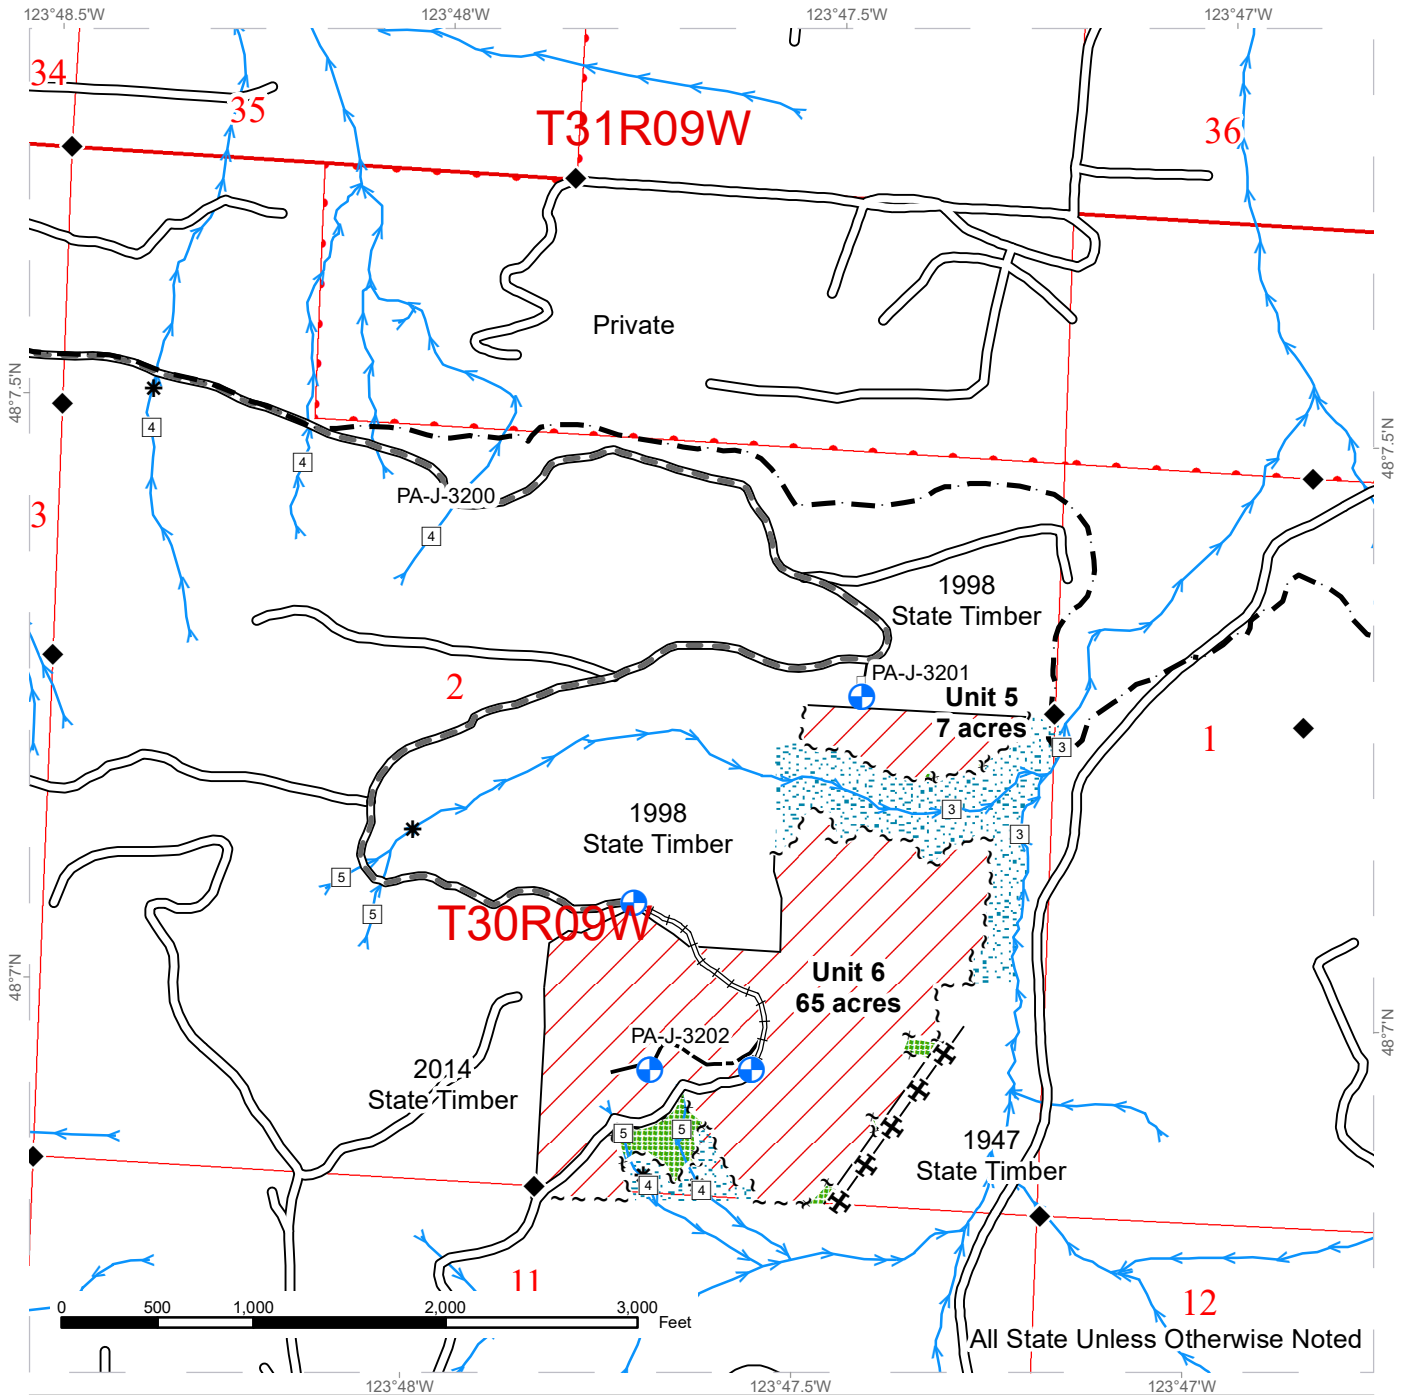 123°48.5'W
123°48'W
123°47.5'W
123°47'W
34
35
T31R09W
36
Private
48°7.5'N
48°7.5'N
4
4
PA-J-3200
3
4
1998
State Timber
PA-J-3201
2
Unit 5
7 acres
1
3
1998
State Timber
3
3
5
5
T30R09W
48°7'N
Unit 6
65 acres
48°7'N
PA-J-3202
2014
State Timber
5
5
1947
State Timber
4
4
11
12
0
500
1,000
2,000
3,000
Feet
All State Unless Otherwise Noted
123°48'W
123°47.5'W
123°47'W